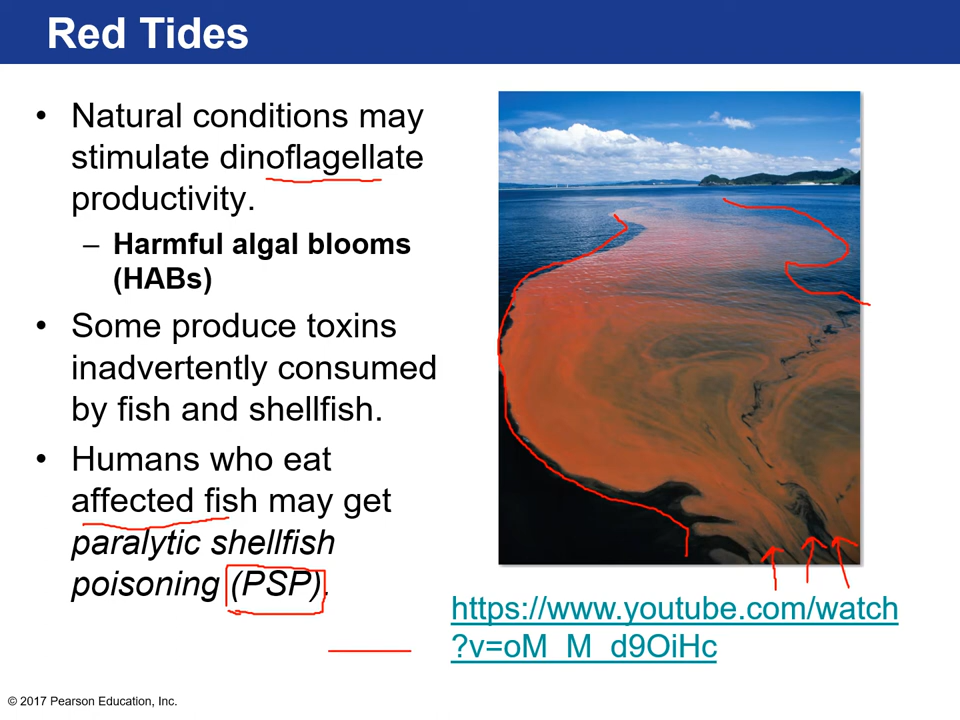 Red Tides
• Natural conditions may
stimulate dinoflagellate
productivity.
– Harmful algal blooms
(HABs)
• Some produce toxins
inadvertently consumed
by fish and shellfish.
• Humans who eat
affected fish may get
paralytic shellfish
poisoning (PSP).
https://www.youtube.com/watch
?v=oM_M_d9OiHc
© 2017 Pearson Education, Inc.